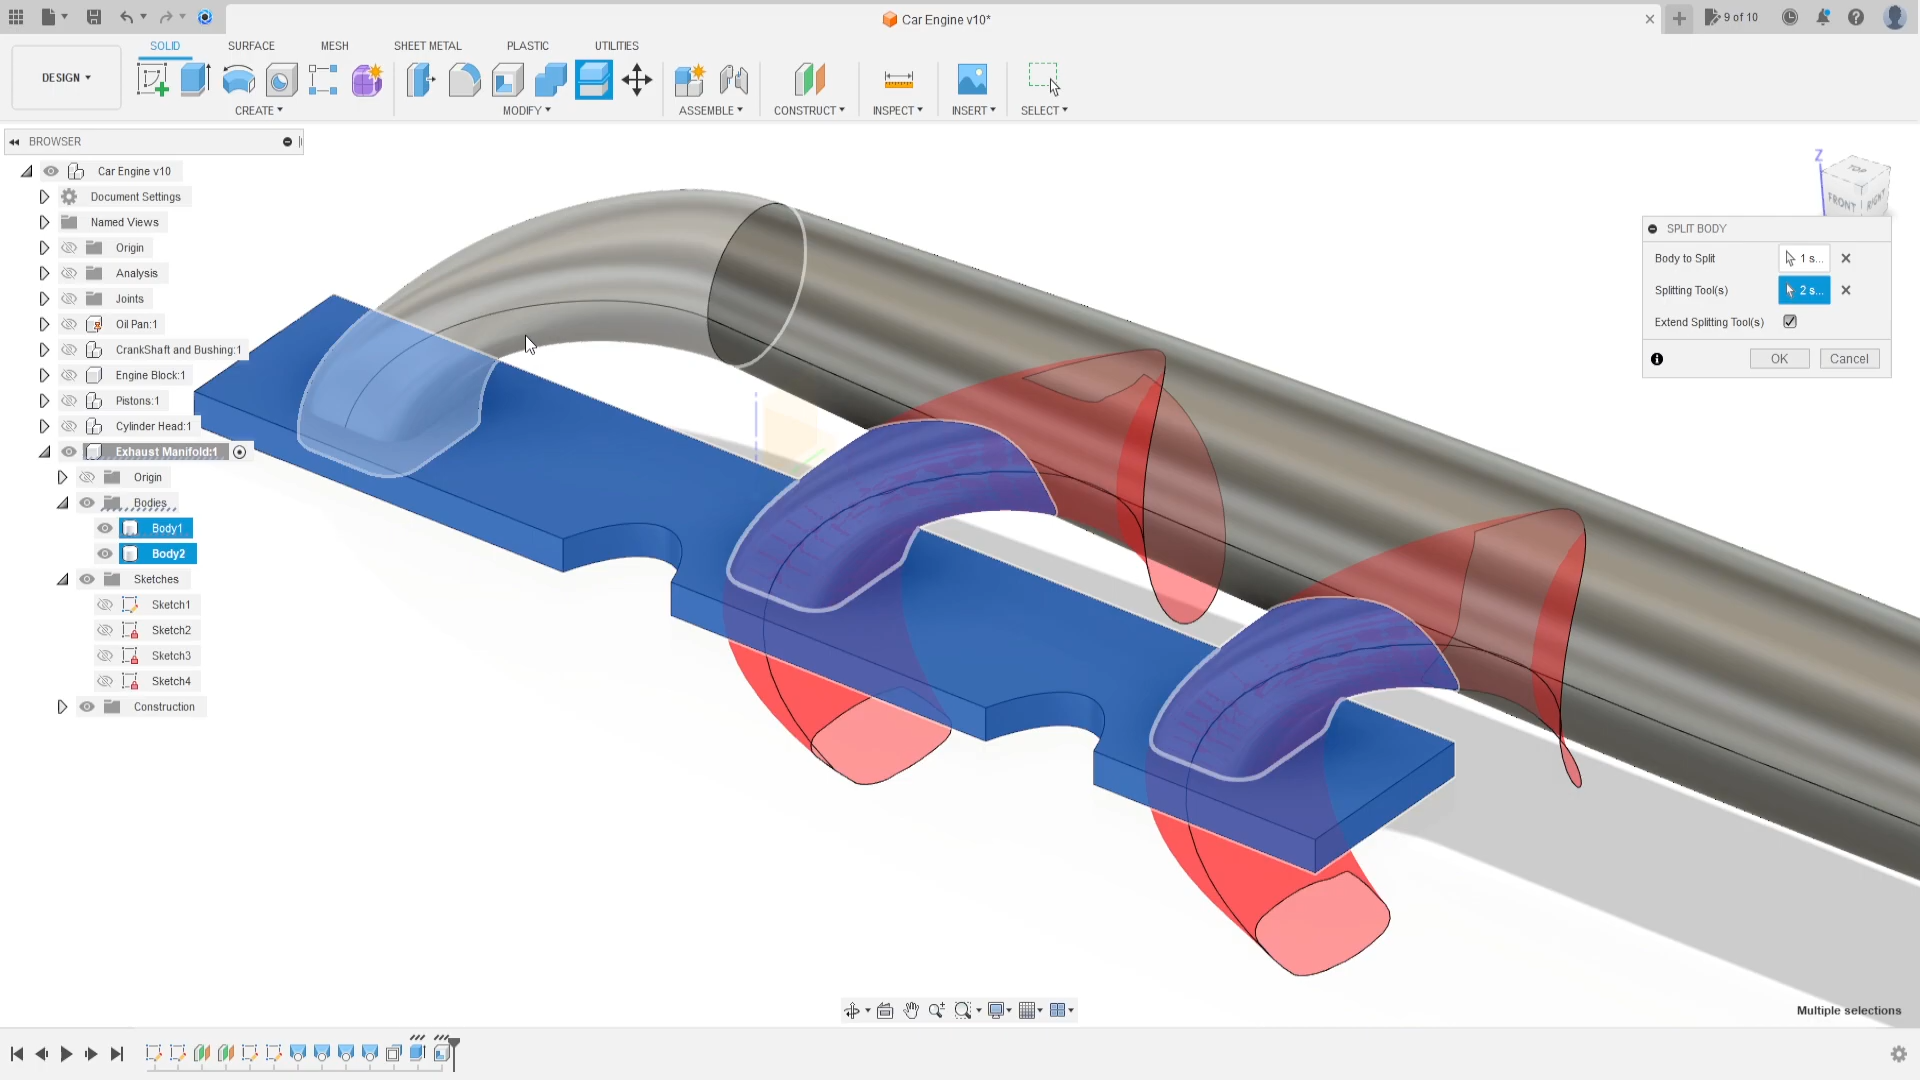 Car Engine v10*
9 of 10
DESIGN
SOLID
SURFACE
MESH
SHEET METAL
PLASTIC
UTILITIES
CREATE
MODIFY
ASSEMBLE
CONSTRUCT
INSPECT
INSERT
SELECT
BROWSER
Car Engine v10
Document Settings
Named Views
Origin
Analysis
Joints
Oil Pan:1
CrankShaft and Bushing:1
Engine Block:1
Pistons:1
Cylinder Head:1
Exhaust Manifold:1
Origin
Bodies
Body1
Body2
Sketches
Sketch1
Sketch2
Sketch3
Sketch4
Construction
Z
TOP
FRONT
RIGHT
SPLIT BODY
Body to Split
1 s...
Splitting Tool(s)
2 s...
Extend Splitting Tool(s)
OK
Cancel
Multiple selections